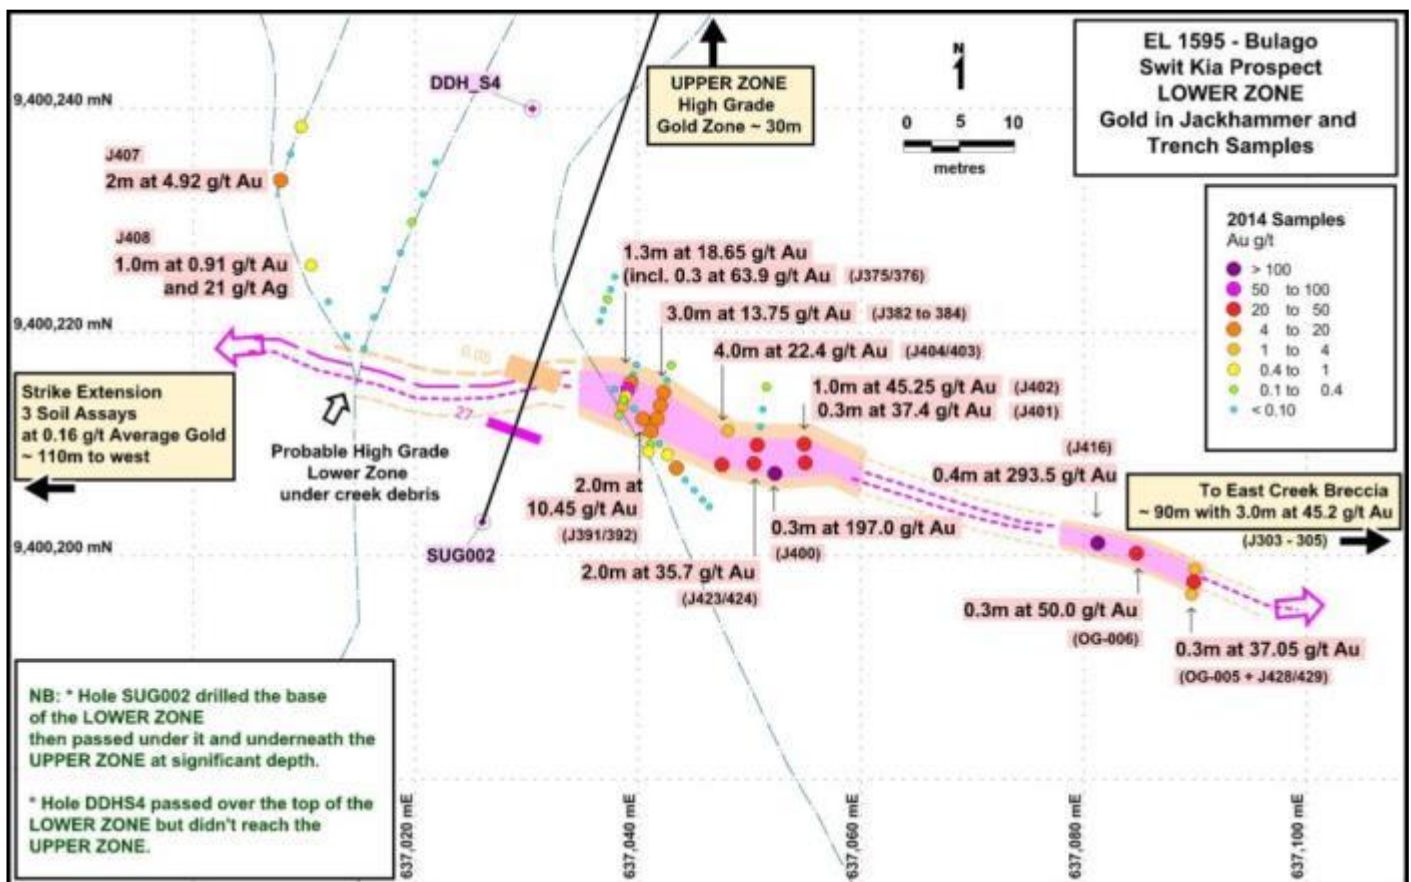 EL 1595 - Bulago
Swit Kia Prospect
LOWER ZONE
Gold in Jackhammer and
Trench Samples
N
0 5 10
metres
UPPER ZONE
High Grade
Gold Zone ~ 30m
DDH_S4
9,400,240 mN
J407
2m at 4.92 g/t Au
J408
1.0m at 0.91 g/t Au
and 21 g/t Ag
2014 Samples
Au g/t
> 100
50 to 100
20 to 50
4 to 20
1 to 4
0.4 to 1
0.1 to 0.4
< 0.10
1.3m at 18.65 g/t Au
(incl. 0.3 at 63.9 g/t Au (J375/376)
3.0m at 13.75 g/t Au (J382 to 384)
4.0m at 22.4 g/t Au (J404/403)
1.0m at 45.25 g/t Au (J402)
0.3m at 37.4 g/t Au (J401)
9,400,220 mN
0.05
27
Strike Extension
3 Soil Assays
at 0.16 g/t Average Gold
~ 110m to west
Probable High Grade
Lower Zone
under creek debris
(J416)
0.4m at 293.5 g/t Au
To East Creek Breccia
~ 90m with 3.0m at 45.2 g/t Au
(J303 - 305)
2.0m at
10.45 g/t Au
(J391/392)
0.3m at 197.0 g/t Au
(J400)
9,400,200 mN
SUG002
2.0m at 35.7 g/t Au
(J423/424)
0.3m at 50.0 g/t Au
(OG-006)
0.3m at 37.05 g/t Au
(OG-005 + J428/429)
NB: * Hole SUG002 drilled the base
of the LOWER ZONE
then passed under it and underneath the
UPPER ZONE at significant depth.
* Hole DDHS4 passed over the top of the
LOWER ZONE but didn't reach the
UPPER ZONE.
637,020 mE
637,040 mE
637,060 mE
637,080 mE
637,100 mE